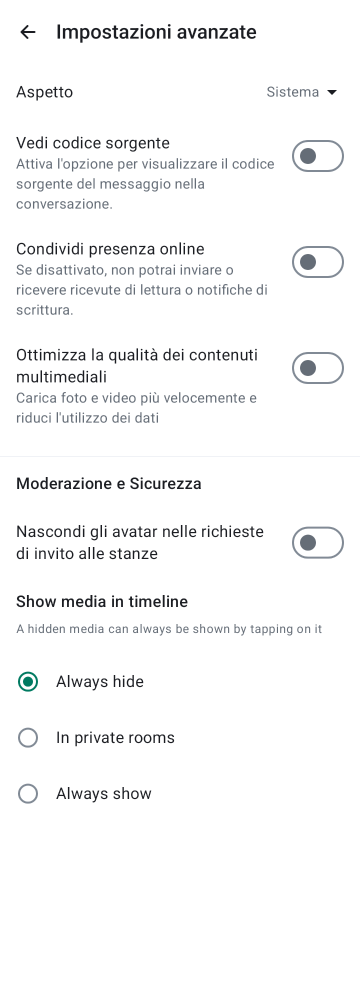 Impostazioni avanzate
Aspetto
Sistema
Vedi codice sorgente
Attiva l'opzione per visualizzare il codice
sorgente del messaggio nella
conversazione.
Condividi presenza online
Se disattivato, non potrai inviare o
ricevere ricevute di lettura o notifiche di
scrittura.
Ottimizza la qualità dei contenuti
multimediali
Carica foto e video più velocemente e
riduci l'utilizzo dei dati
Moderazione e Sicurezza
Nascondi gli avatar nelle richieste
di invito alle stanze
Show media in timeline
A hidden media can always be shown by tapping on it
Always hide
In private rooms
Always show